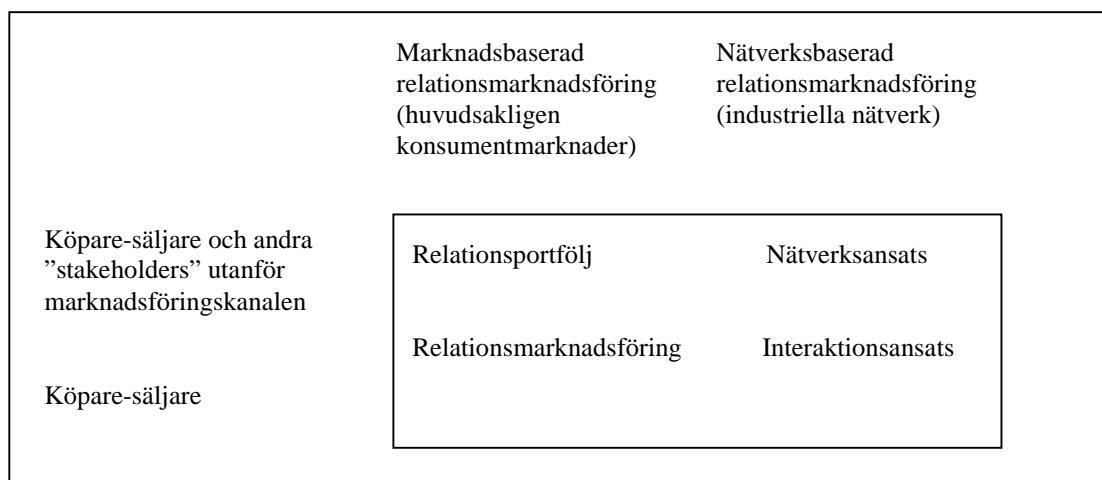 Marknadsbaserad
relationsmarknadsföring
(huvudsakligen
konsumentmarknader)
Nätverksbaserad
relationsmarknadsföring
(industriella nätverk)
Köpare-säljare och andra
”stakeholders” utanför
marknadsföringskanalen
Relationsportfölj
Nätverksansats
Relationsmarknadsföring
Interaktionsansats
Köpare-säljare